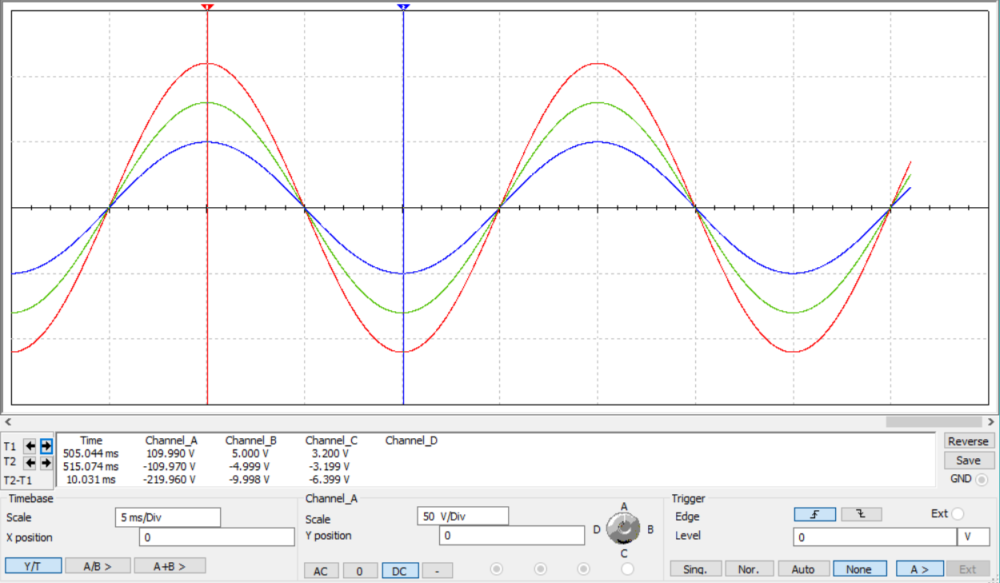 1 2
Time Channel_A Channel_B Channel_C Channel_D
T1 505.044 ms 109.990 V 5.000 V 3.200 V
T2 515.074 ms -109.970 V -4.999 V -3.199 V
T2-T1 10.031 ms -219.960 V -9.998 V -6.399 V
Reverse
Save
GND
Timebase
Scale 5 ms/Div
X position 0
Y/T A/B > A+B >
Channel_A
Scale 50 V/Div
Y position 0
AC 0 DC -
A
D B
C
Trigger
Edge Ext
Level 0 V
Sing. Nor. Auto None A > Ext